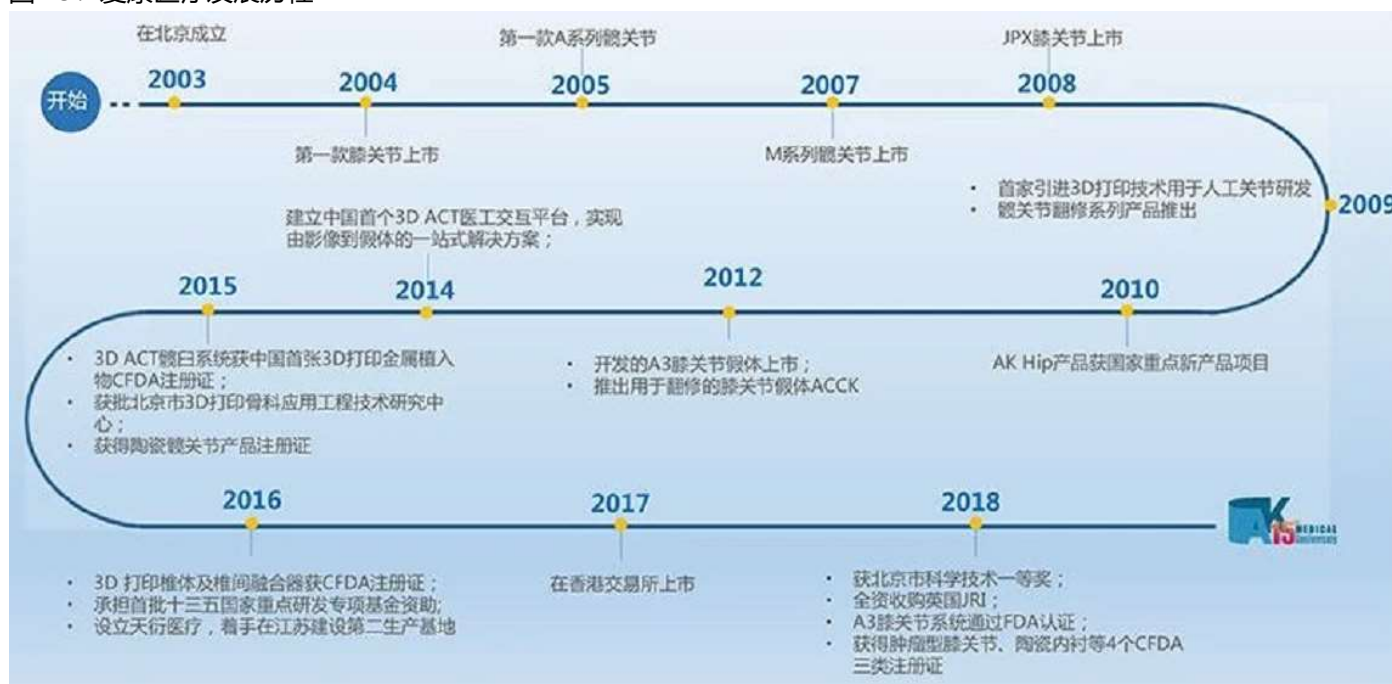 在北京成立
第一款A系列髋关节
JPX膝关节上市
开始
2003
2004
2005
2007
2008
第一款膝关节上市
M系列髋关节上市
· 首家引进3D打印技术用于人工关节研发
· 髋关节翻修系列产品推出
2009
建立中国首个3D ACT医工交互平台，实现
由影像到假体的一站式解决方案；
2015
2014
2012
2010
· 3D ACT髋臼系统获中国首张3D打印金属植入
物CFDA注册证；
· 获批北京市3D打印骨科应用工程技术研究中
心；
· 获得陶瓷髋关节产品注册证
· 开发的A3膝关节假体上市；
· 推出用于翻修的膝关节假体ACCK
AK Hip产品获国家重点新产品项目
2016
2017
2018
AK
15
MEDICAL
· 3D 打印椎体及椎间融合器获CFDA注册证；
· 承担首批十三五国家重点研发专项基金资助;
· 设立天衍医疗，着手在江苏建设第二生产基地
在香港交易所上市
· 获北京市科学技术一等奖；
· 全资收购英国JRI；
· A3膝关节系统通过FDA认证；
· 获得肿瘤型膝关节、陶瓷内衬等4个CFDA
三类注册证